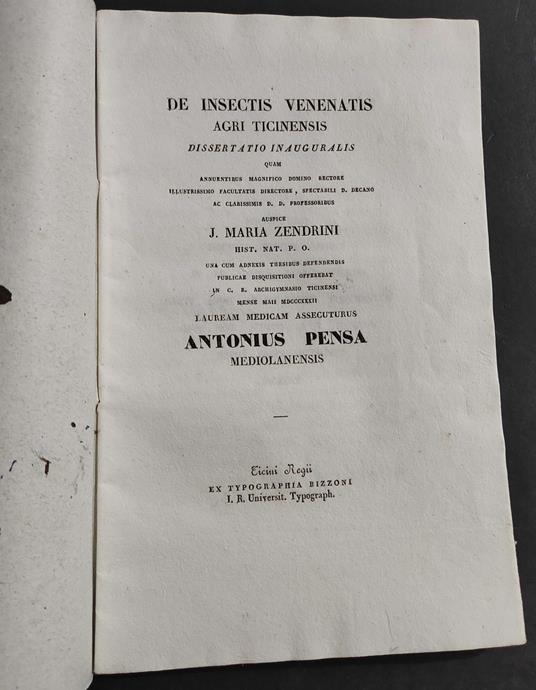 DE INSECTIS VENENATIS
AGRI TICINENSIS
DISSERTATIO INAUGURALIS
QUAM
ANNUENTIBUS MAGNIFICO DOMINO RECTORE
ILLUSTRISSIMO FACULTATIS DIRECTORE, SPECTABILI D. DECANO
AC CLARISSIMIS D. D. PROFESSORIBUS
AUSPICE
J. MARIA ZENDRINI
HIST. NAT. P. O.
UNA CUM ADNEXIS THESIBUS DEFENDENDIS
PUBLICAE DISQUISITIONI OFFEREBAT
IN C. R. ARCHIGYMNASIO TICINENSI
MENSE MAII MDCCCXXXII
LAUREAM MEDICAM ASSECUTURUS
ANTONIUS PENSA
MEDIOLANENSIS
Ticini Regii
EX TYPOGRAPHIA BIZZONI
I. R. Universit. Typograph.